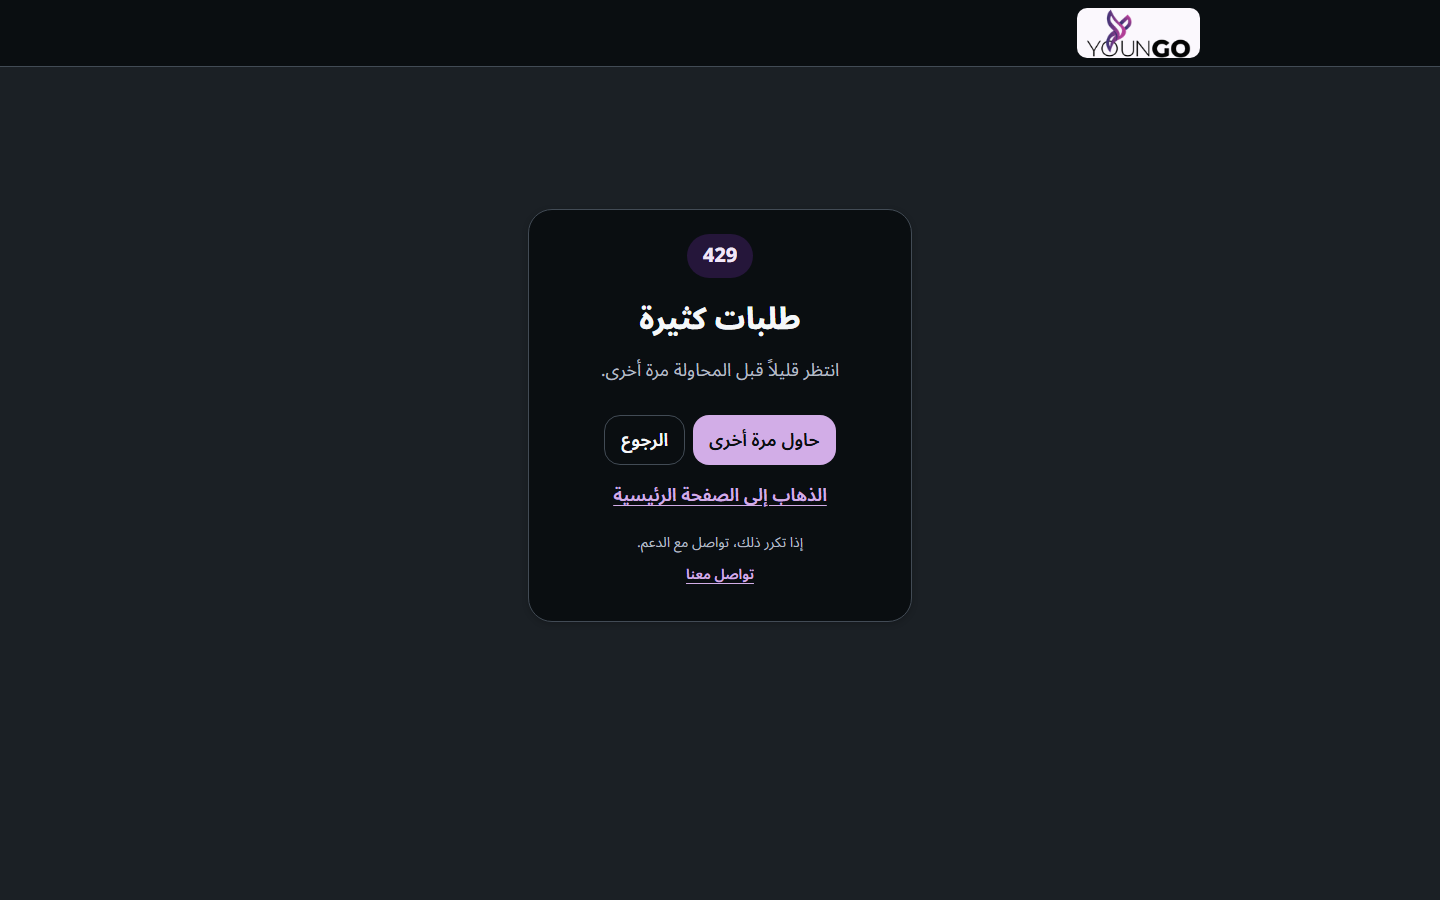 YOUNGO
429
طلبات كثيرة
انتظر قليلاً قبل المحاولة مرة أخرى.
حاول مرة أخرى
الرجوع
الذهاب إلى الصفحة الرئيسية
إذا تكرر ذلك، تواصل مع الدعم.
تواصل معنا